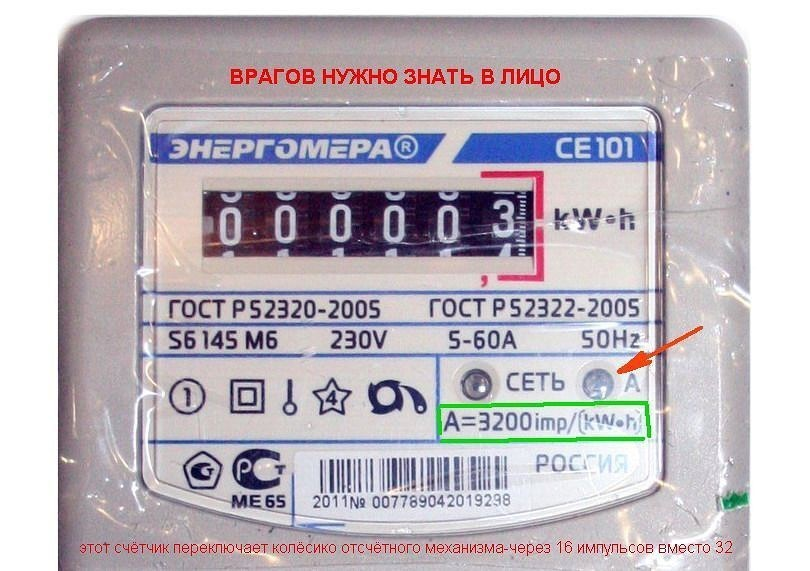 ВРАГОВ НУЖНО ЗНАТЬ В ЛИЦО
ЭНЕРГОМЕРА® CE 101
0 0 0 0 0 3 kW•h
ГОСТ Р 52320-2005 ГОСТ Р 52322-2005
S6 145 M6 230V 5-60A 50Hz
1 4 СЕТЬ A
A=3200imp/(kW•h)
РСТ РОССИЯ
ME 65
2011№ 007789042019298
этот счётчик переключает колёсико отсчётного механизма-через 16 импульсов вместо 32